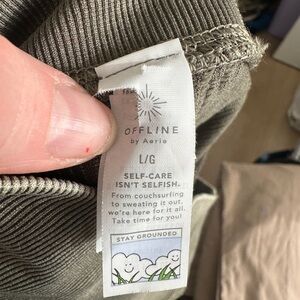 OFFLINE
by Aerie
L/G
SELF-CARE
ISN'T SELFISH.
From couchsurfing
to sweating it out,
we're here for it all.
Take time for you!
STAY GROUNDED